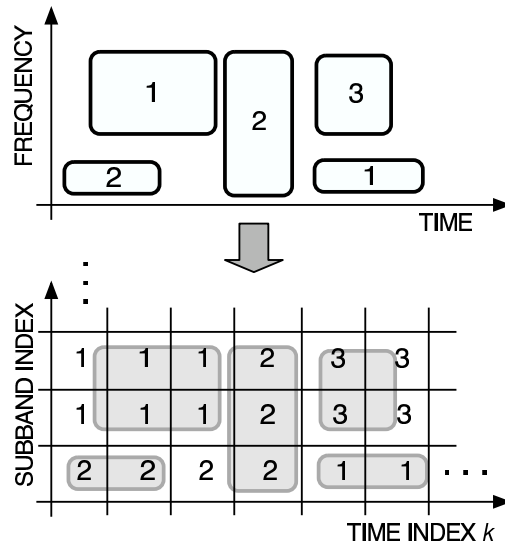 FREQUENCY
1
2
3
2
1
TIME
SUBBAND INDEX
1 1 1 2 3 3
1 1 1 2 3 3
2 2 2 2 1 1 . . .
TIME INDEX k